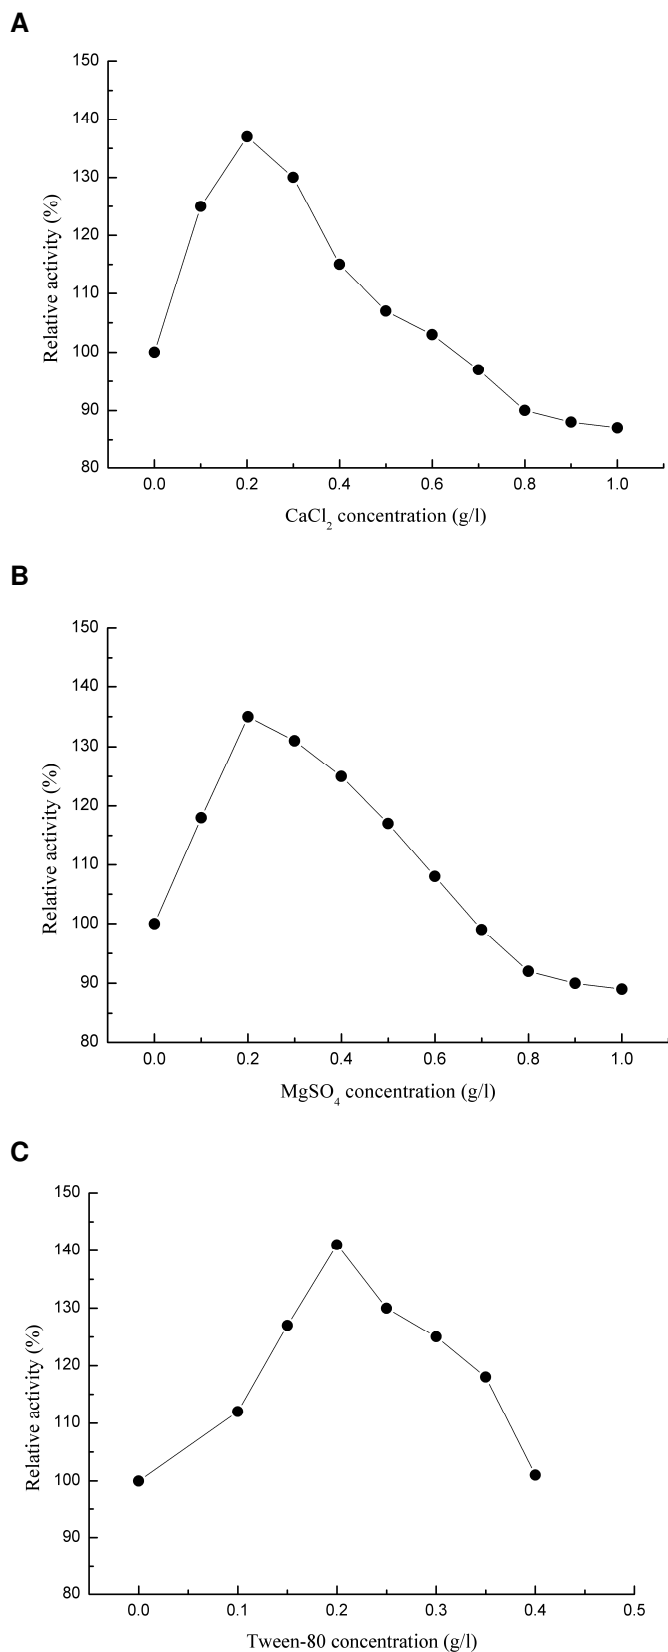 A
150
140
130
120
110
100
90
80
Relative activity (%)
0.0 0.2 0.4 0.6 0.8 1.0
CaCl₂ concentration (g/l)
B
150
140
130
120
110
100
90
80
Relative activity (%)
0.0 0.2 0.4 0.6 0.8 1.0
MgSO₄ concentration (g/l)
C
150
140
130
120
110
100
90
80
Relative activity (%)
0.0 0.1 0.2 0.3 0.4 0.5
Tween-80 concentration (g/l)